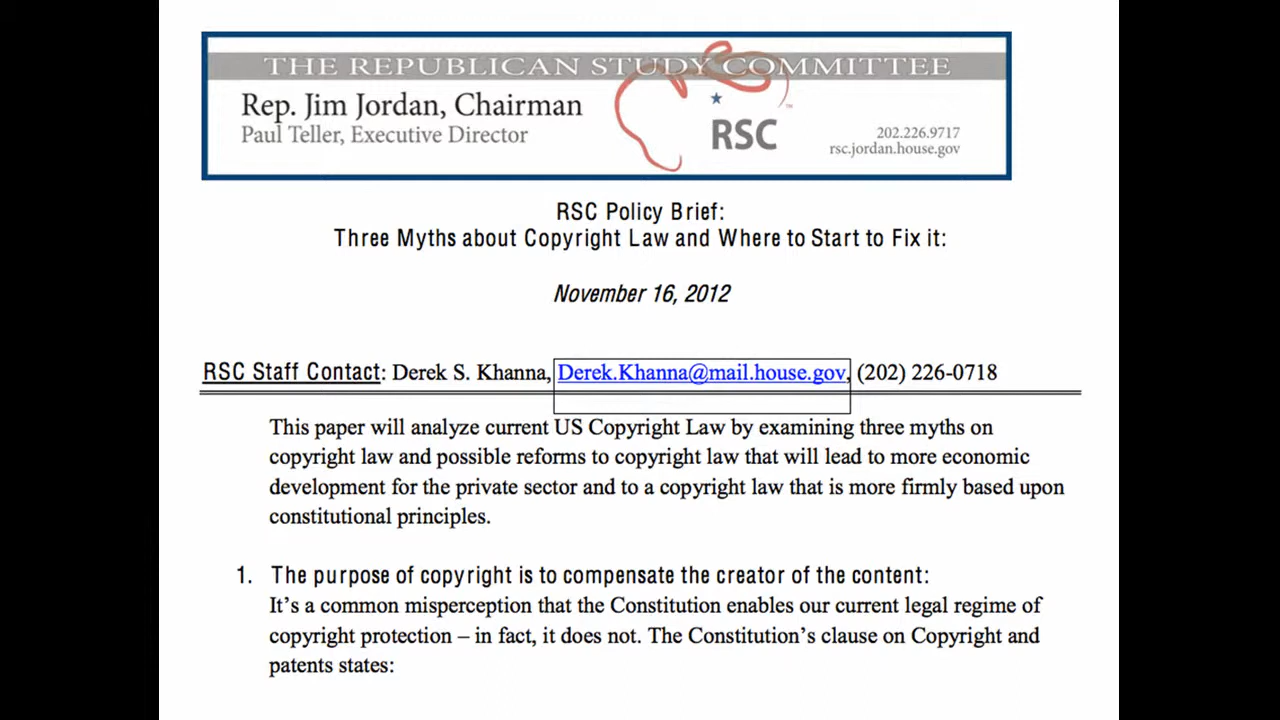 THE REPUBLICAN STUDY COMMITTEE
Rep. Jim Jordan, Chairman
Paul Teller, Executive Director
RSC
™
202.226.9717
rsc.jordan.house.gov
RSC Policy Brief:
Three Myths about Copyright Law and Where to Start to Fix it:
November 16, 2012
RSC Staff Contact: Derek S. Khanna, Derek.Khanna@mail.house.gov, (202) 226-0718
This paper will analyze current US Copyright Law by examining three myths on
copyright law and possible reforms to copyright law that will lead to more economic
development for the private sector and to a copyright law that is more firmly based upon
constitutional principles.
1. The purpose of copyright is to compensate the creator of the content:
It’s a common misperception that the Constitution enables our current legal regime of
copyright protection – in fact, it does not. The Constitution’s clause on Copyright and
patents states: